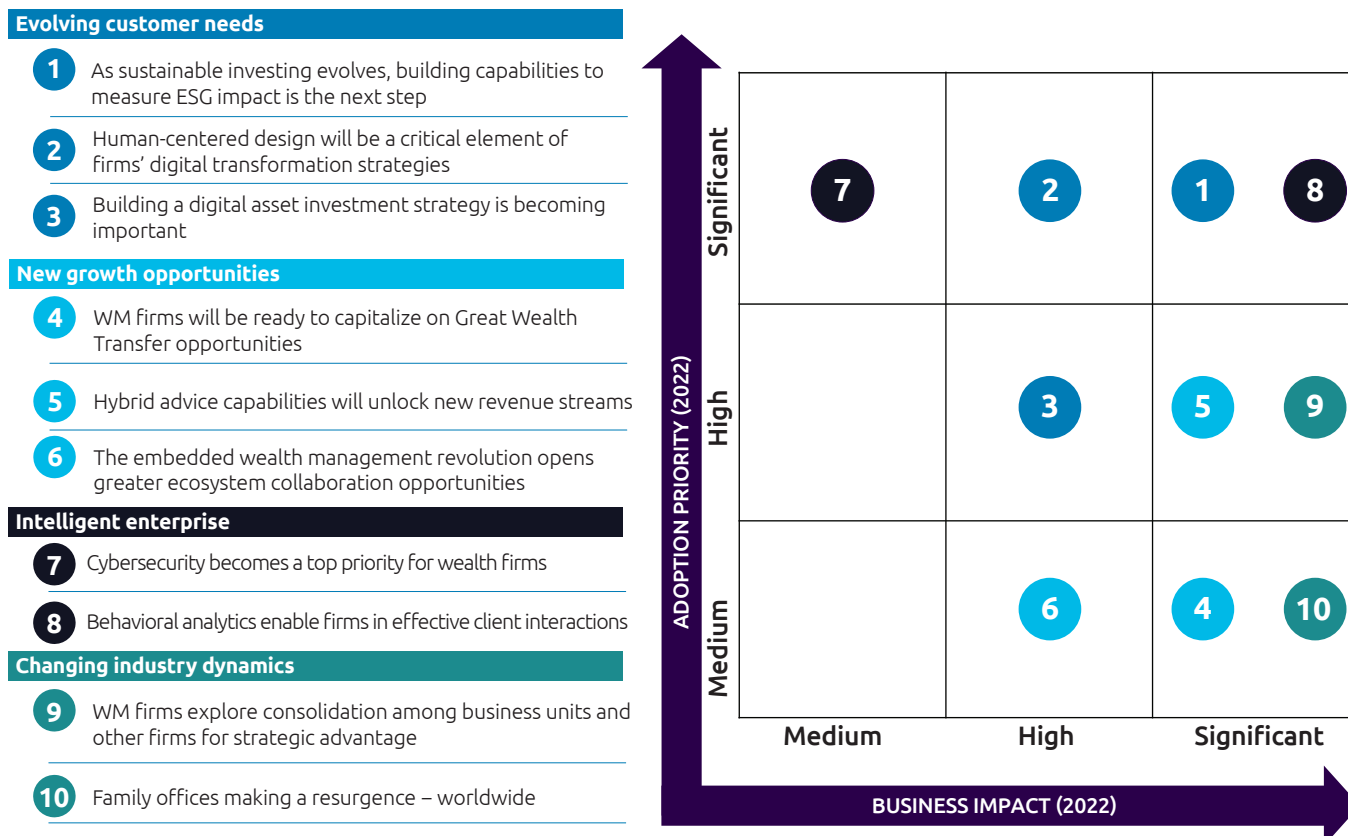 Evolving customer needs
1
As sustainable investing evolves, building capabilities to
measure ESG impact is the next step
2
Human-centered design will be a critical element of
firms’ digital transformation strategies
3
Building a digital asset investment strategy is becoming
important
New growth opportunities
4
WM firms will be ready to capitalize on Great Wealth
Transfer opportunities
5
Hybrid advice capabilities will unlock new revenue streams
6
The embedded wealth management revolution opens
greater ecosystem collaboration opportunities
Intelligent enterprise
7
Cybersecurity becomes a top priority for wealth firms
8
Behavioral analytics enable firms in effective client interactions
Changing industry dynamics
9
WM firms explore consolidation among business units and
other firms for strategic advantage
10
Family offices making a resurgence – worldwide
ADOPTION PRIORITY (2022)
Significant
7 2 1 8
High
3 5 9
Medium
6 4 10
Medium High Significant
BUSINESS IMPACT (2022)